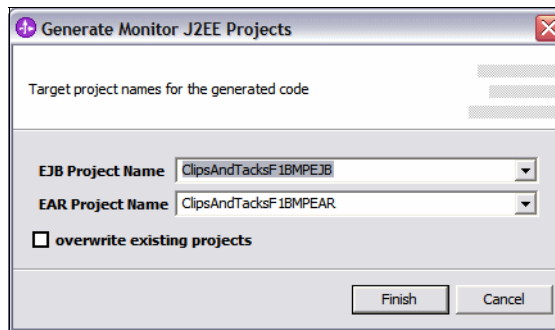 Generate Monitor J2EE Projects
Target project names for the generated code
EJB Project Name ClipsAndTacksF1BMPEJB
EAR Project Name ClipsAndTacksF1BMPEAR
overwrite existing projects
Finish Cancel